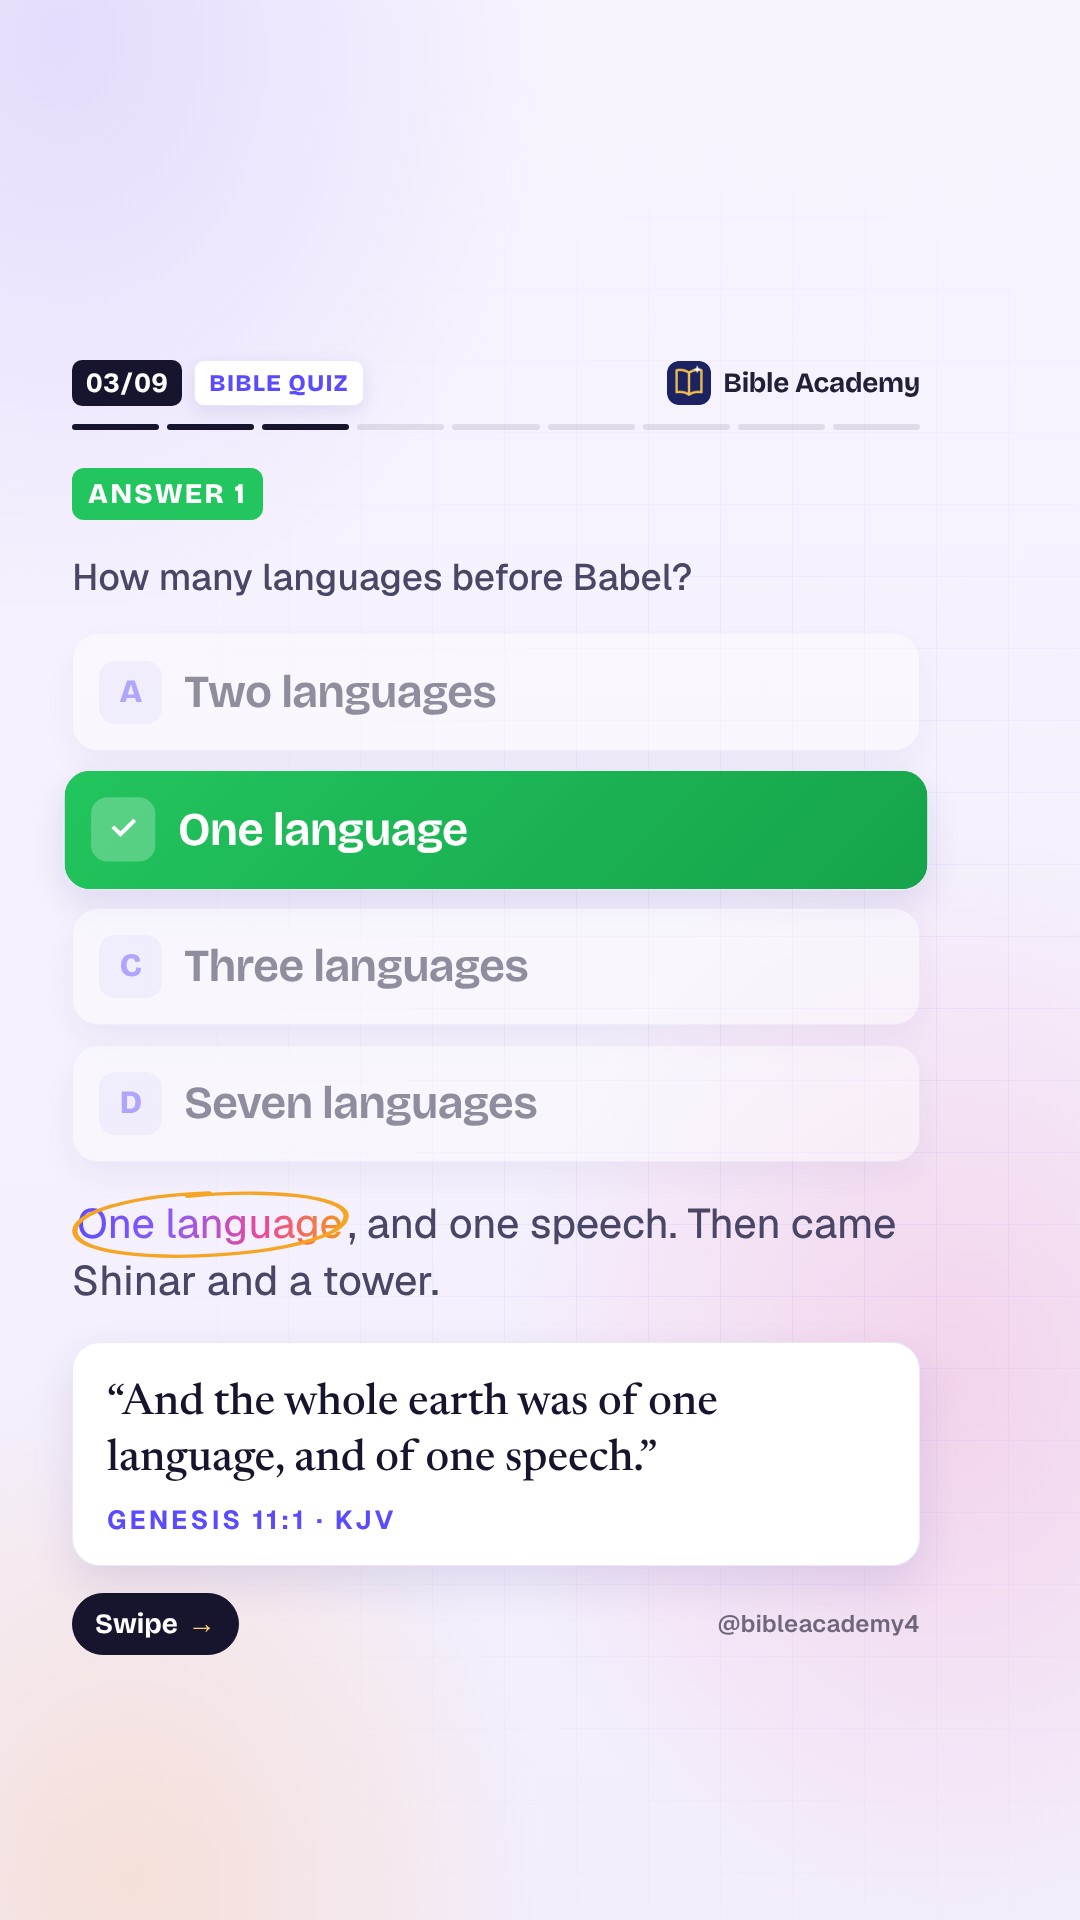 03/09 BIBLE QUIZ Bible Academy
ANSWER 1
How many languages before Babel?
A Two languages
✓ One language
C Three languages
D Seven languages
One language, and one speech. Then came
Shinar and a tower.
“And the whole earth was of one
language, and of one speech.”
GENESIS 11:1 · KJV
Swipe →
@bibleacademy4